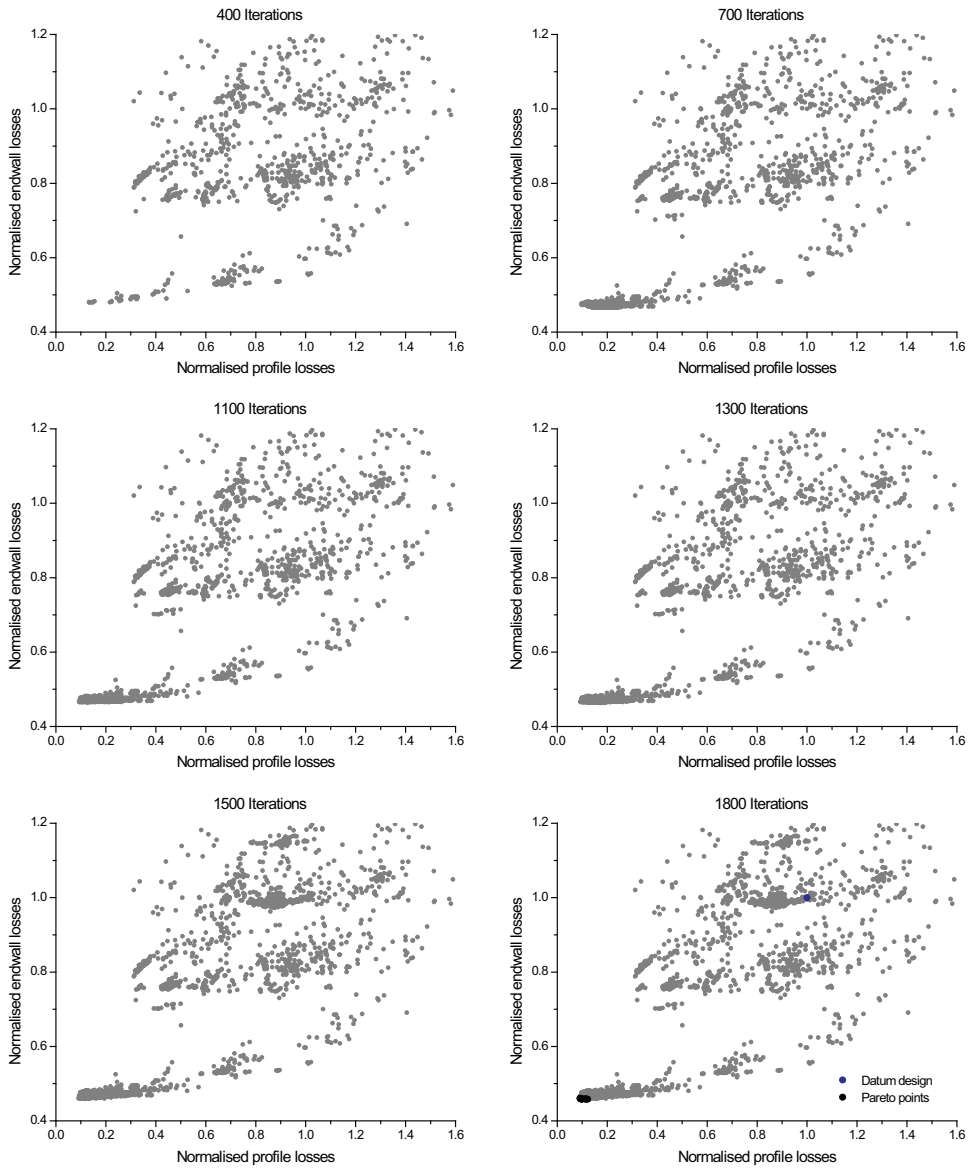 400 Iterations
1.2
1.0
0.8
0.6
0.4
Normalised endwall losses
0.0 0.2 0.4 0.6 0.8 1.0 1.2 1.4 1.6
Normalised profile losses
700 Iterations
1.2
1.0
0.8
0.6
0.4
Normalised endwall losses
0.0 0.2 0.4 0.6 0.8 1.0 1.2 1.4 1.6
Normalised profile losses
1100 Iterations
1.2
1.0
0.8
0.6
0.4
Normalised endwall losses
0.0 0.2 0.4 0.6 0.8 1.0 1.2 1.4 1.6
Normalised profile losses
1300 Iterations
1.2
1.0
0.8
0.6
0.4
Normalised endwall losses
0.0 0.2 0.4 0.6 0.8 1.0 1.2 1.4 1.6
Normalised profile losses
1500 Iterations
1.2
1.0
0.8
0.6
0.4
Normalised endwall losses
0.0 0.2 0.4 0.6 0.8 1.0 1.2 1.4 1.6
Normalised profile losses
1800 Iterations
1.2
1.0
0.8
0.6
0.4
Normalised endwall losses
Datum design
Pareto points
0.0 0.2 0.4 0.6 0.8 1.0 1.2 1.4 1.6
Normalised profile losses